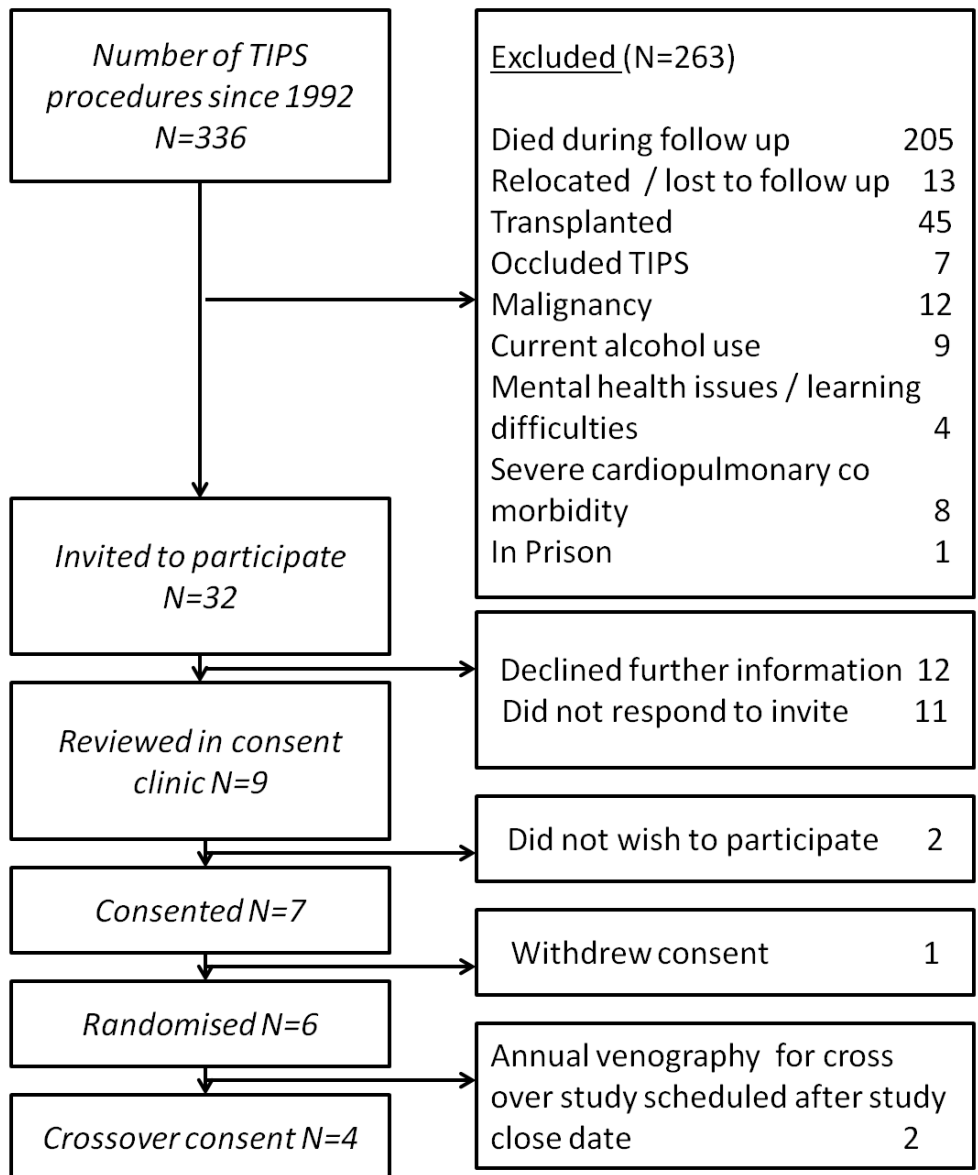 Number of TIPS
procedures since 1992
N=336
Excluded (N=263)
Died during follow up 205
Relocated / lost to follow up 13
Transplanted 45
Occluded TIPS 7
Malignancy 12
Current alcohol use 9
Mental health issues / learning
difficulties 4
Severe cardiopulmonary co
morbidity 8
In Prison 1
Invited to participate
N=32
Declined further information 12
Did not respond to invite 11
Reviewed in consent
clinic N=9
Did not wish to participate 2
Consented N=7
Withdrew consent 1
Randomised N=6
Annual venography for cross
over study scheduled after study
close date 2
Crossover consent N=4